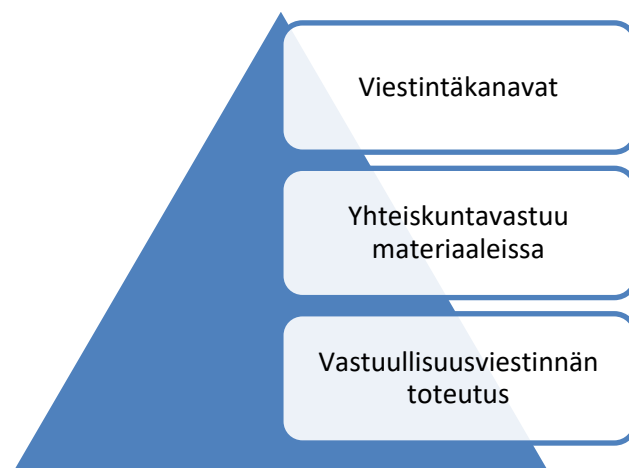 Viestintäkanavat
Yhteiskuntavastuu
materiaaleissa
Vastuullisuusviestinnän
toteutus